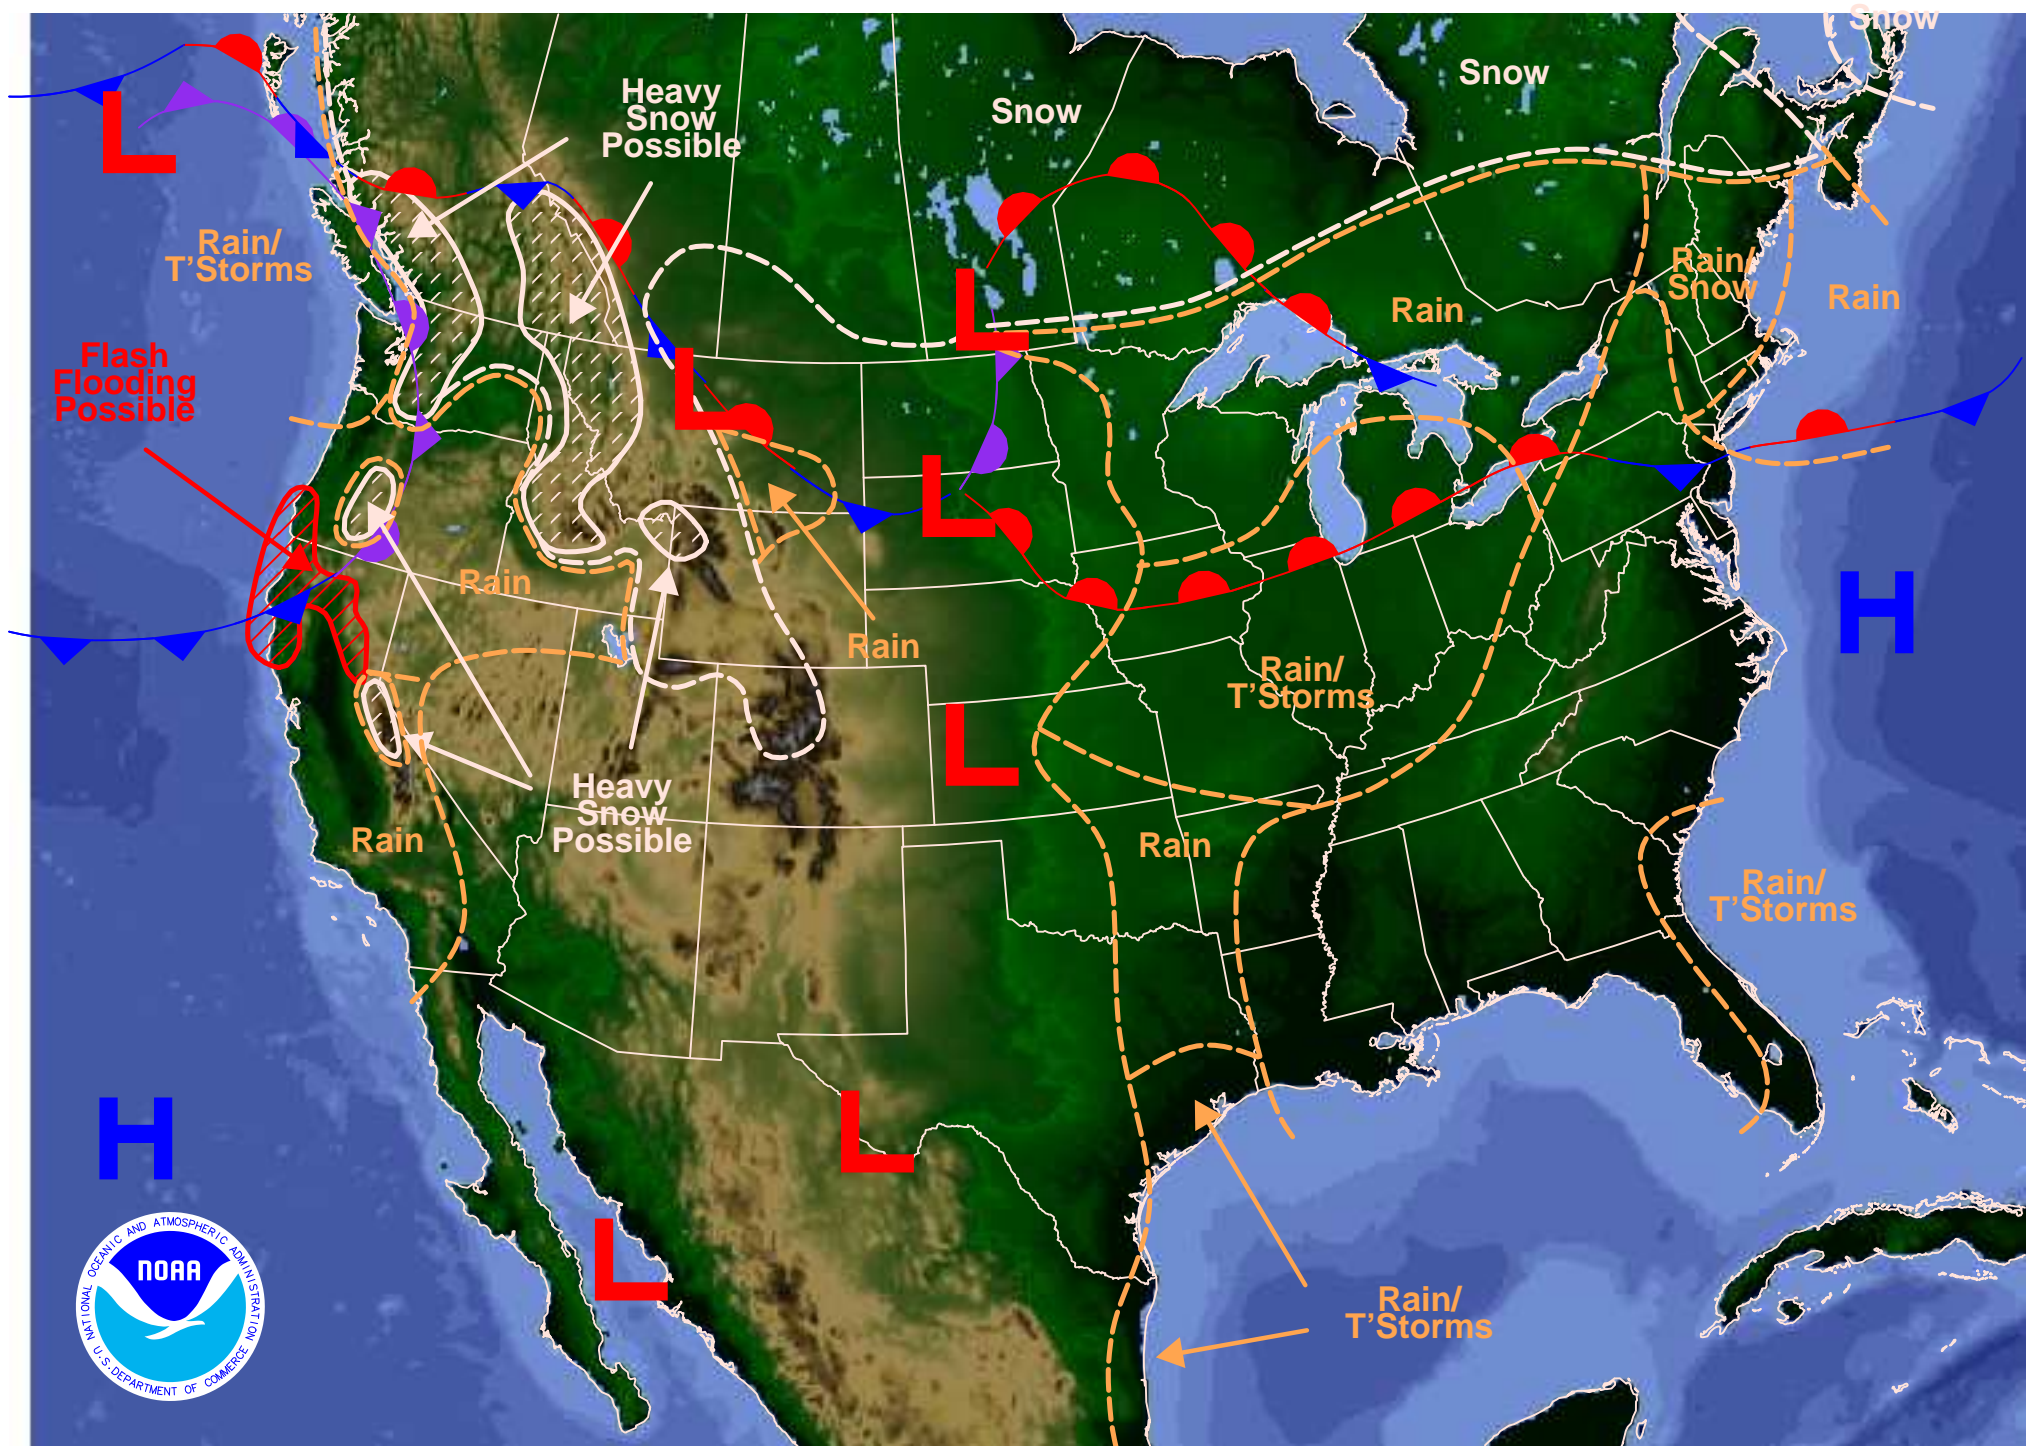 Snow
Snow
Heavy
Snow
Possible
Snow
Rain/
T'Storms
Rain/
Snow
Rain
Rain
Flash
Flooding
Possible
Rain
Rain
Rain/
T'Storms
Heavy
Snow
Possible
Rain
Rain
Rain/
T'Storms
Rain/
T'Storms
L
L
L
L
L
L
L
H
H
NATIONAL OCEANIC AND ATMOSPHERIC ADMINISTRATION
NOAA
U.S. DEPARTMENT OF COMMERCE